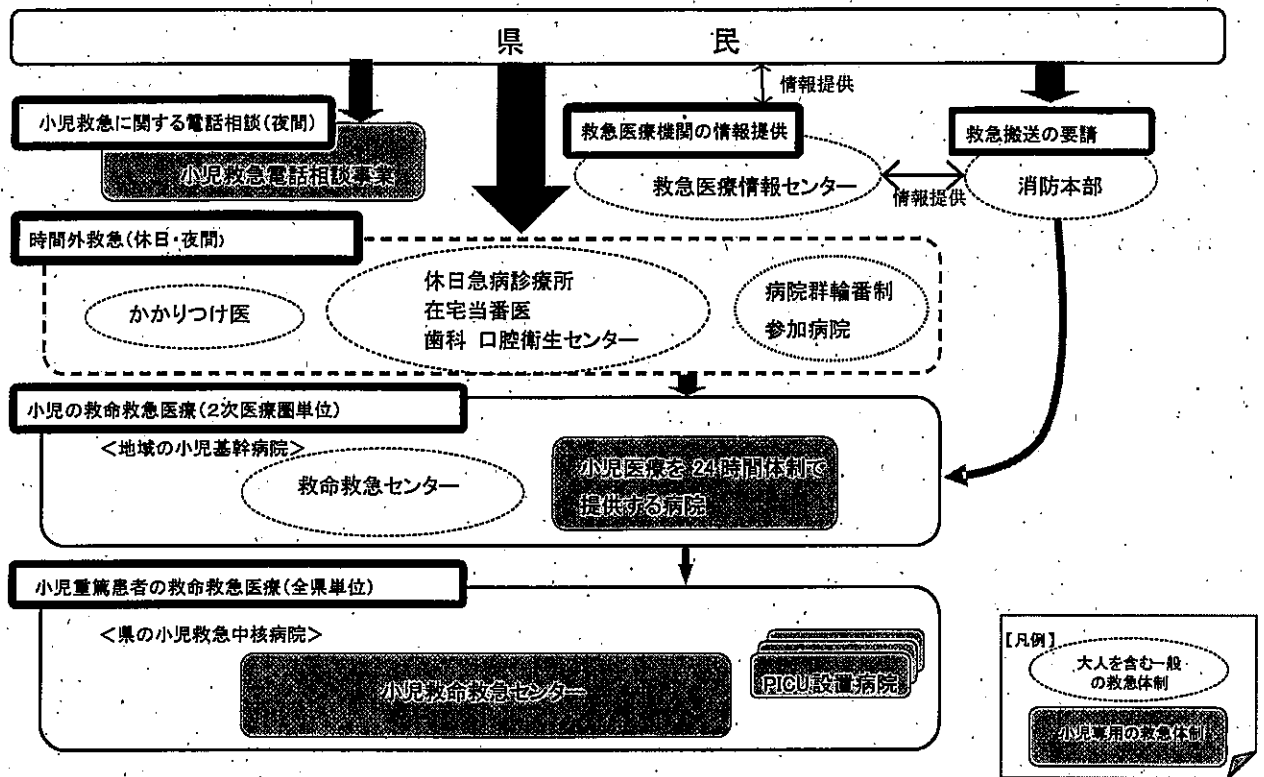 県 民
情報提供
小児救急に関する電話相談(夜間)
小児救急電話相談事業
救急医療機関の情報提供
救急医療情報センター
情報提供
救急搬送の要請
消防本部
時間外救急(休日・夜間)
かかりつけ医
休日急病診療所
在宅当番医
歯科 口腔衛生センター
病院群輪番制
参加病院
小児の救命救急医療(2次医療圏単位)
<地域の小児基幹病院>
救命救急センター
小児医療を24時間体制で
提供する病院
小児重篤患者の救命救急医療(全県単位)
<県の小児救急中核病院>
小児救命救急センター
PICU設置病院
【凡例】
大人を含む一般
の救急体制
小児専用の救急体制